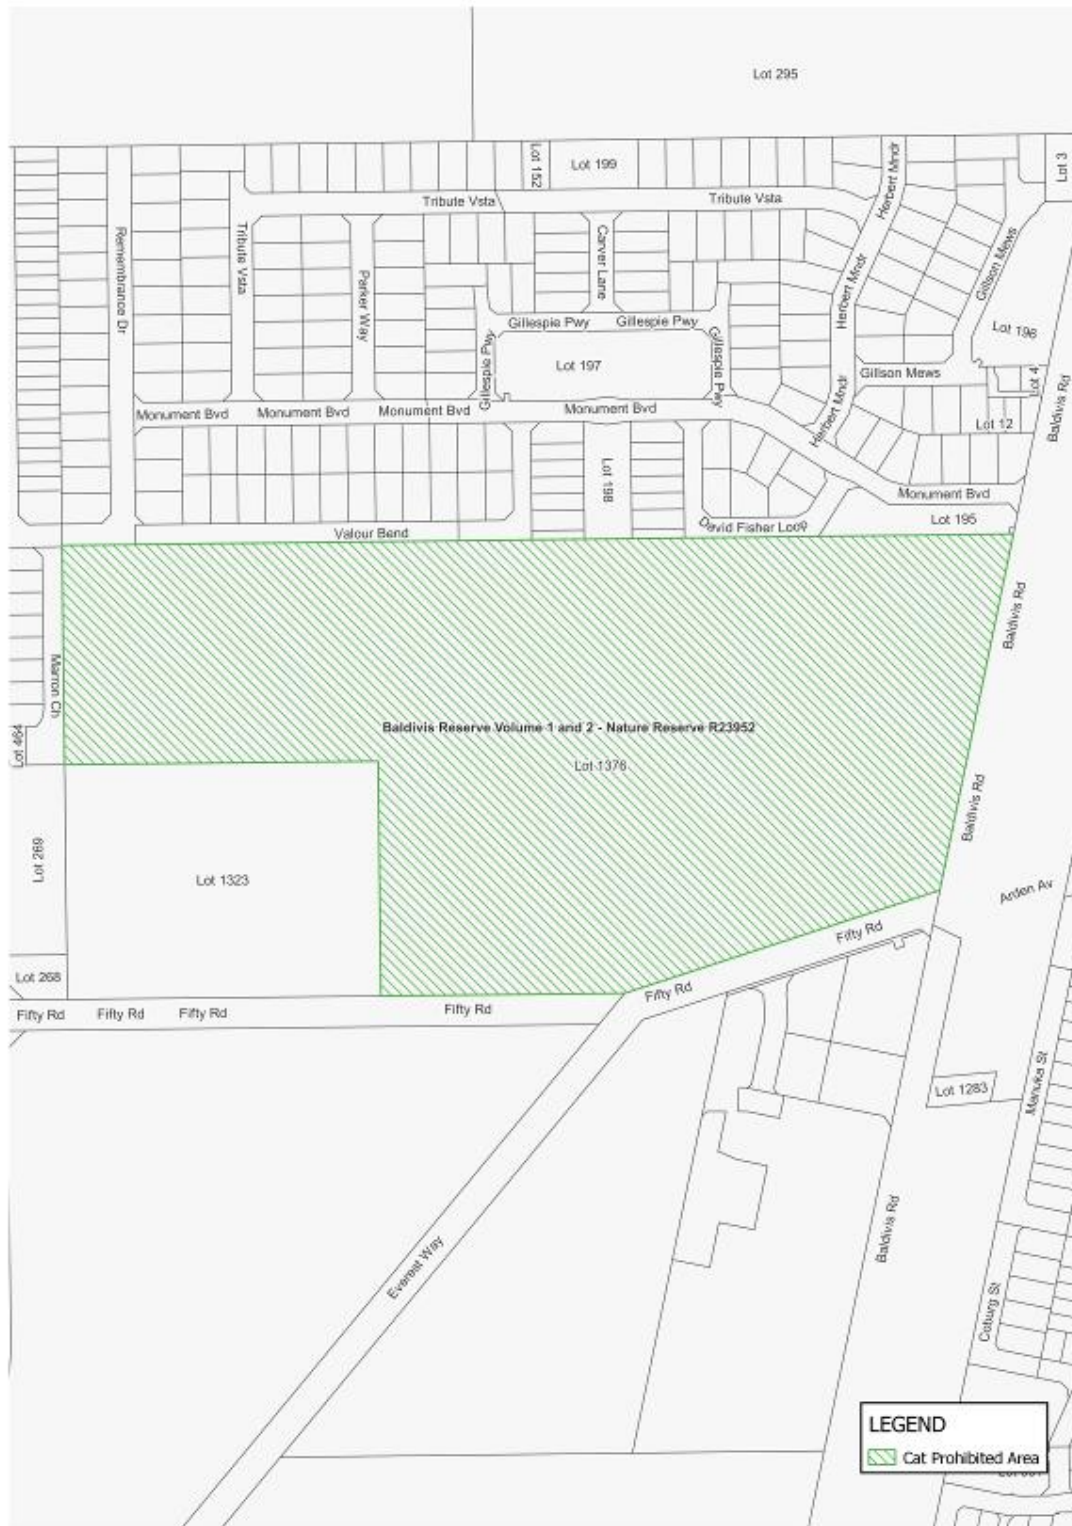 Lot 295
Lot 152
Lot 199
Lot 3
Herbert Mndr
Tribute Vsta
Tribute Vsta
Remembrance Dr
Tribute Vsta
Parker Way
Carver Lane
Herbert Mndr
Gillson Mews
Gillespie Pwy
Gillespie Pwy
Lot 196
Gillespie Pwy
Lot 197
Gillespie Pwy
Gillson Mews
Lot 4
Baldivis Rd
Monument Bvd
Monument Bvd
Monument Bvd
Monument Bvd
Herbert Mndr
Lot 12
Lot 198
Monument Bvd
Valour Bend
David Fisher Loop
Lot 195
Baldivis Rd
Marron Ch
Lot 464
Baldivis Reserve Volume 1 and 2 - Nature Reserve R23952
Lot 1376
Baldivis Rd
Lot 269
Lot 1323
Arden Av
Fifty Rd
Lot 268
Fifty Rd
Fifty Rd
Fifty Rd
Fifty Rd
Fifty Rd
Manuka St
Lot 1283
Baldivis Rd
Everest Way
Coburg St
LEGEND
Cat Prohibited Area